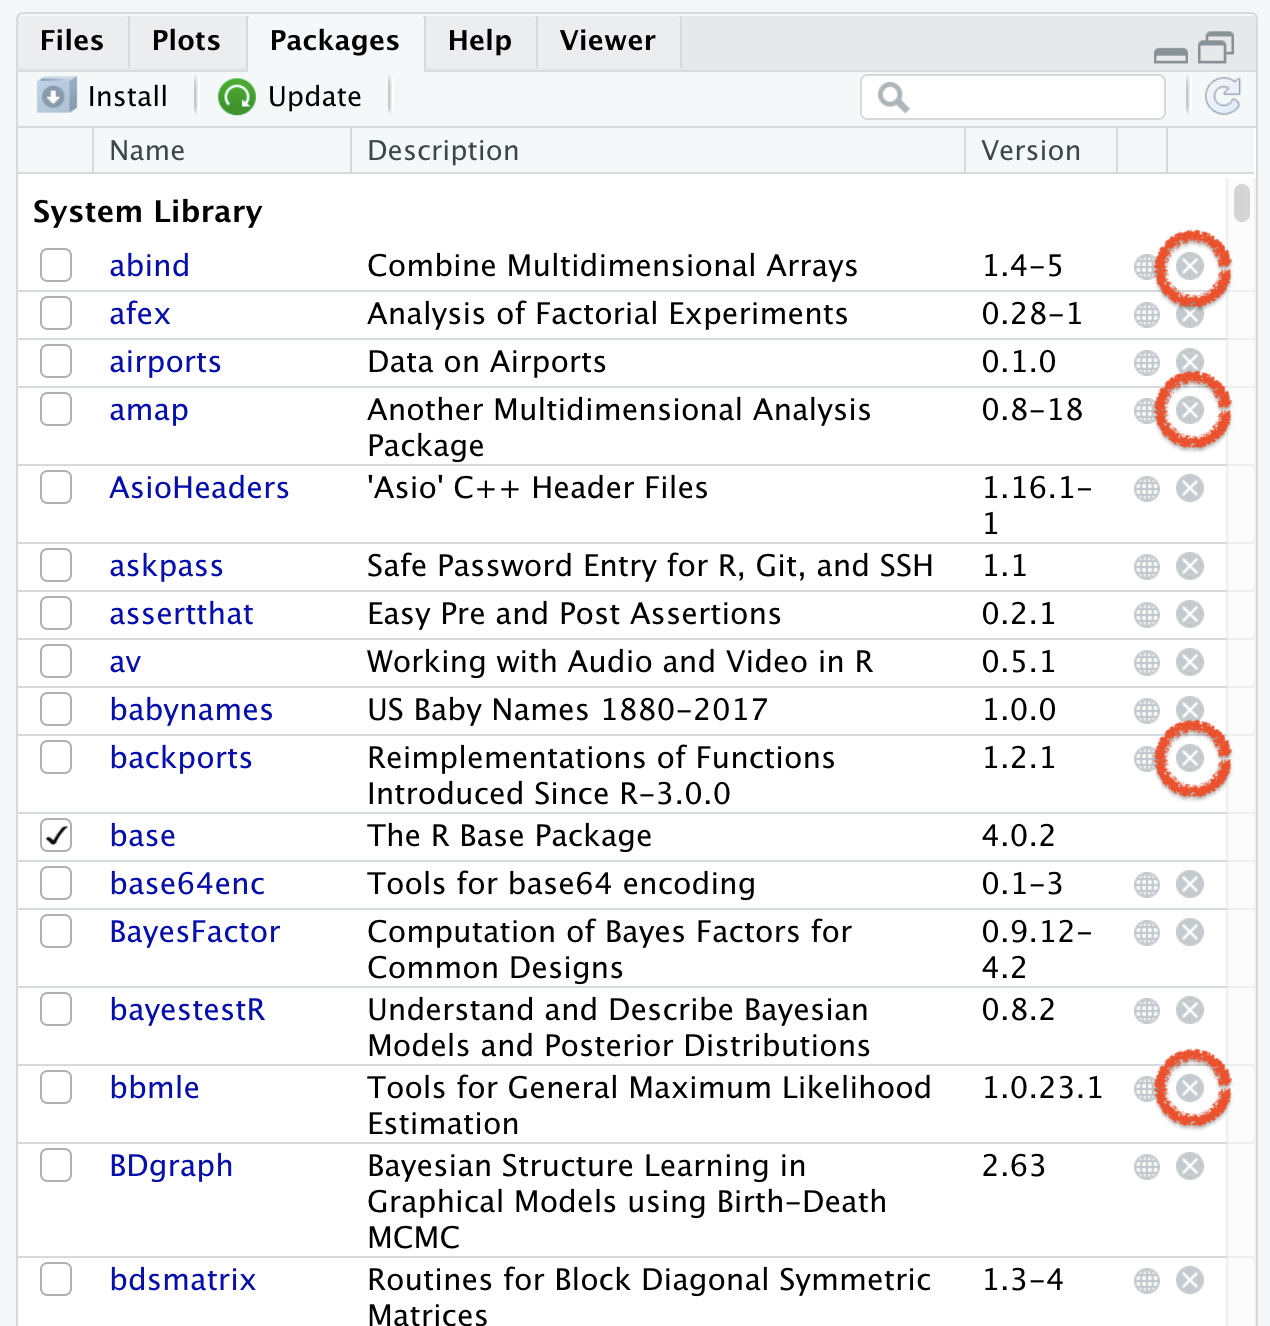 Files Plots Packages Help Viewer
Install Update
Name Description Version
System Library
abind Combine Multidimensional Arrays 1.4-5
afex Analysis of Factorial Experiments 0.28-1
airports Data on Airports 0.1.0
amap Another Multidimensional Analysis 0.8-18
Package
AsioHeaders 'Asio' C++ Header Files 1.16.1-
1
askpass Safe Password Entry for R, Git, and SSH 1.1
assertthat Easy Pre and Post Assertions 0.2.1
av Working with Audio and Video in R 0.5.1
babynames US Baby Names 1880-2017 1.0.0
backports Reimplementations of Functions 1.2.1
Introduced Since R-3.0.0
base The R Base Package 4.0.2
base64enc Tools for base64 encoding 0.1-3
BayesFactor Computation of Bayes Factors for 0.9.12-
Common Designs 4.2
bayestestR Understand and Describe Bayesian 0.8.2
Models and Posterior Distributions
bbmle Tools for General Maximum Likelihood 1.0.23.1
Estimation
BDgraph Bayesian Structure Learning in 2.63
Graphical Models using Birth-Death
MCMC
bdsmatrix Routines for Block Diagonal Symmetric 1.3-4
Matrices